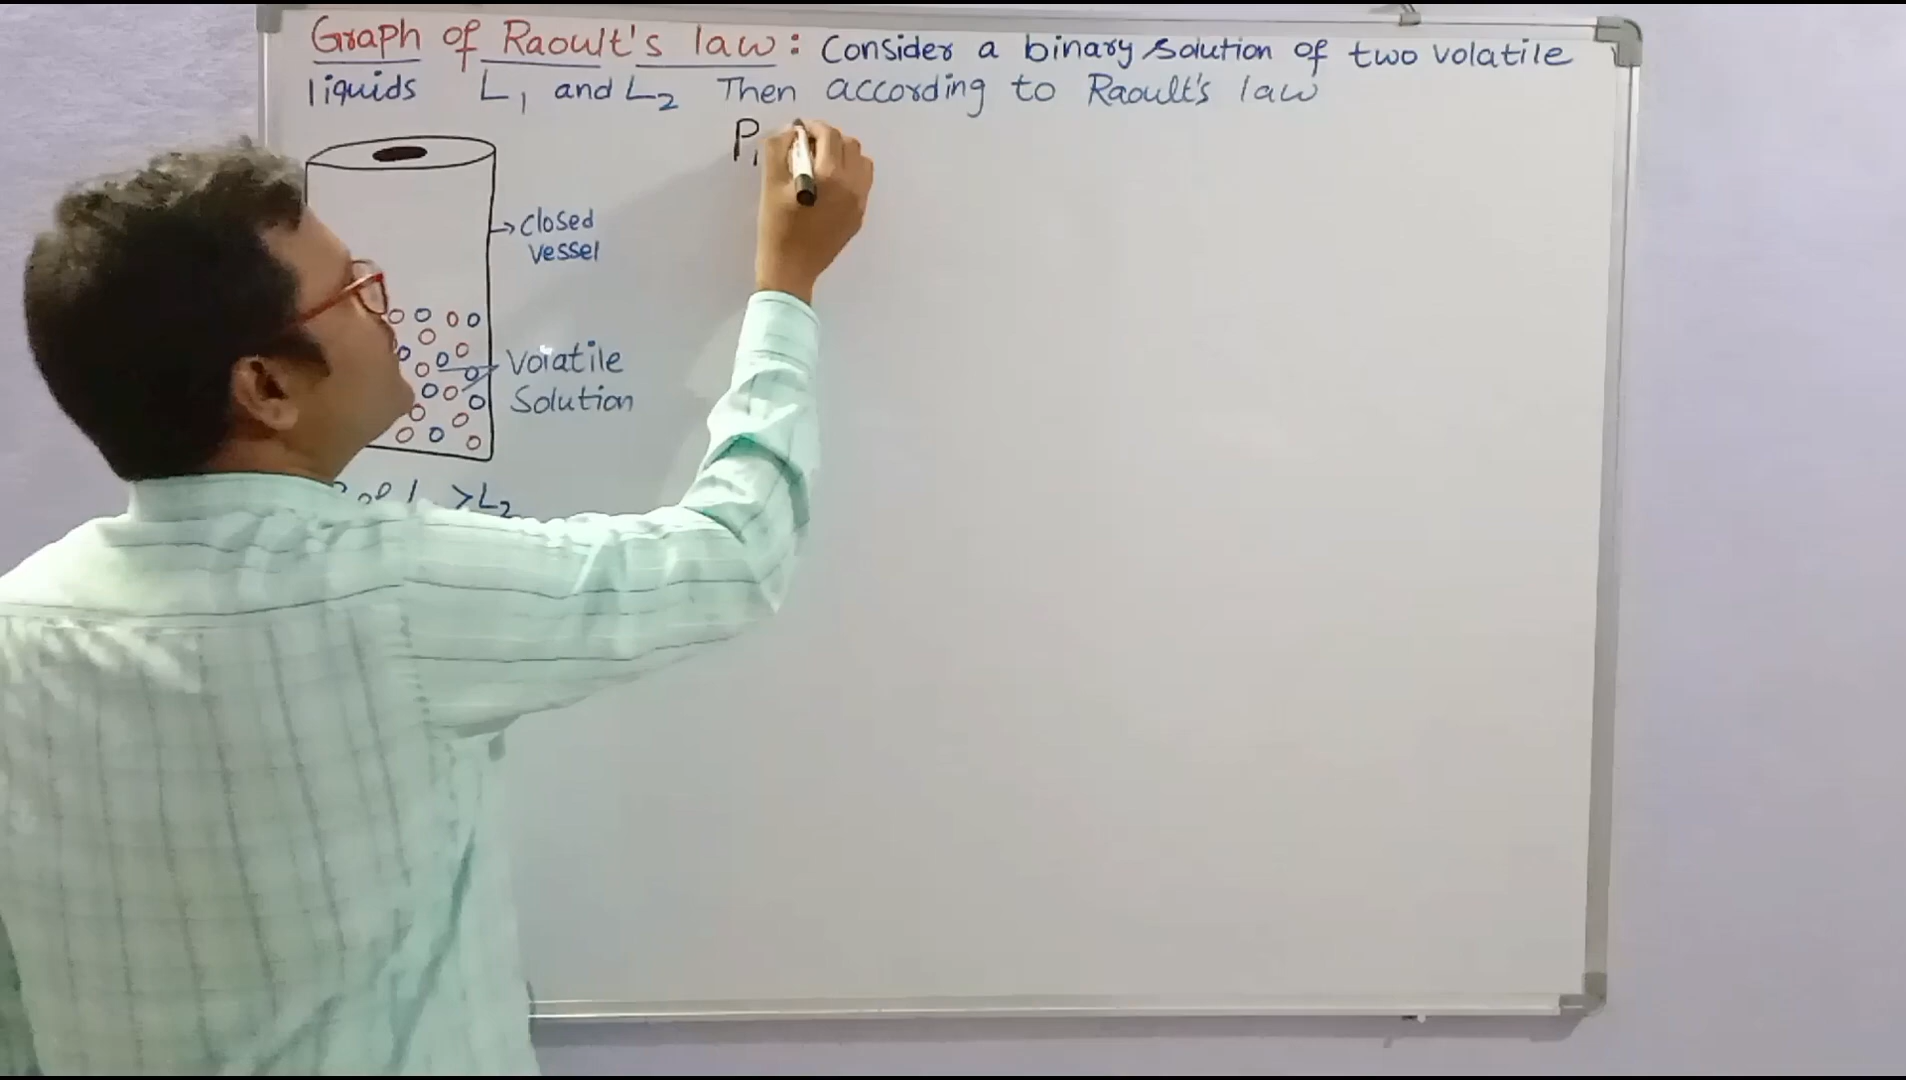 Graph of Raoult's law: Consider a binary solution of two volatile
liquids L₁ and L₂ Then according to Raoult's law
P₁
→ Closed
vessel
Volatile
Solution
> L₂